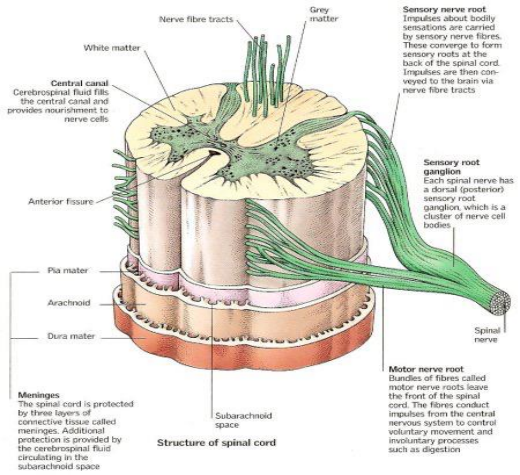 Nerve fibre tracts
Grey
matter
White matter
Sensory nerve root
Impulses about bodily
sensations are carried
by sensory nerve fibres.
These converge to form
sensory roots at the
back of the spinal cord.
Impulses are then con-
veyed to the brain via
nerve fibre tracts
Central canal
Cerebrospinal fluid fills
the central canal and
provides nourishment to
nerve cells
Sensory root
ganglion
Each spinal nerve has
a dorsal (posterior)
sensory root
ganglion, which is a
cluster of nerve cell
bodies
Anterior fissure
Pia mater
Arachnoid
Dura mater
Spinal
nerve
Meninges
The spinal cord is protected
by three layers of
connective tissue called
meninges. Additional
protection is provided by
the cerebrospinal fluid
circulating in the
subarachnoid space
Subarachnoid
space
Motor nerve root
Bundles of fibres called
motor nerve roots leave
the front of the spinal
cord. The fibres conduct
impulses from the central
nervous system to control
voluntary movement and
involuntary processes
such as digestion
Structure of spinal cord